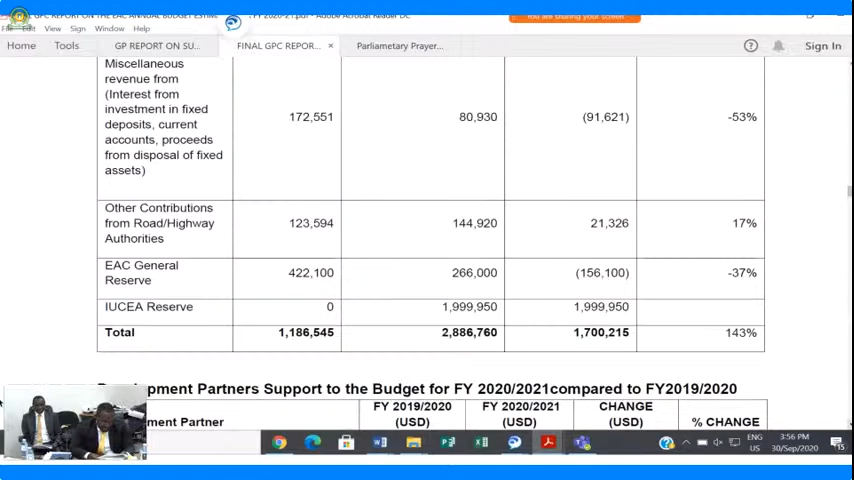 FINAL GPC REPORT ON THE EAC ANNUAL BUDGET ESTIM
FY 2020-21.pdf - Adobe Acrobat Reader DC
You are sharing your screen
File Edit View Sign Window Help
Home Tools GP REPORT ON SU... FINAL GPC REPOR... × Parliametary Prayer... Sign In
Miscellaneous
revenue from
(Interest from
investment in fixed
deposits, current
accounts, proceeds
from disposal of fixed
assets)
172,551 80,930 (91,621) -53%
Other Contributions
from Road/Highway
Authorities
123,594 144,920 21,326 17%
EAC General
Reserve
422,100 266,000 (156,100) -37%
IUCEA Reserve 0 1,999,950 1,999,950
Total 1,186,545 2,886,760 1,700,215 143%
Partners Support to the Budget for FY 2020/2021compared to FY2019/2020
ment Partner
FY 2019/2020
(USD)
FY 2020/2021
(USD)
CHANGE
(USD)
% CHANGE
ENG
US
3:56 PM
30/Sep/2020
15